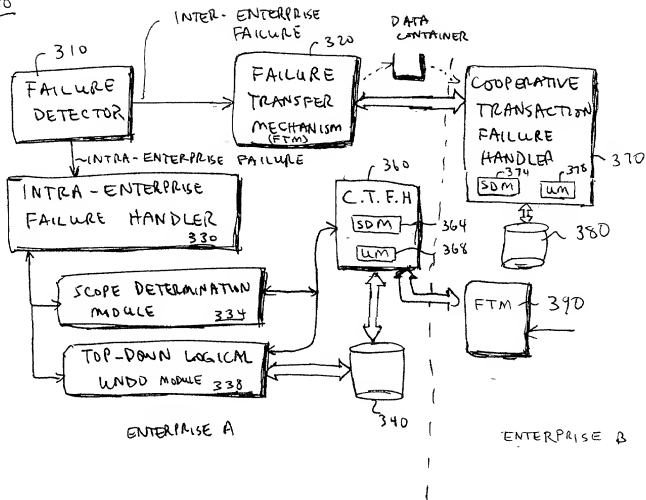 INTER-ENTERPRISE
FAILURE
DATA
CONTAINER
310
320
FAILURE
DETECTOR
FAILURE
TRANSFER
MECHANISM
(FTM)
COOPERATIVE
TRANSACTION
FAILURE
HANDLER
370
374
378
SDM
UM
INTRA-ENTERPRISE FAILURE
360
INTRA-ENTERPRISE
FAILURE HANDLER
330
C.T.F.H
SDM
364
UM
368
380
SCOPE DETERMINATION
MODULE 334
FTM
390
TOP-DOWN LOGICAL
UNDO MODULE 338
340
ENTERPRISE A
ENTERPRISE B